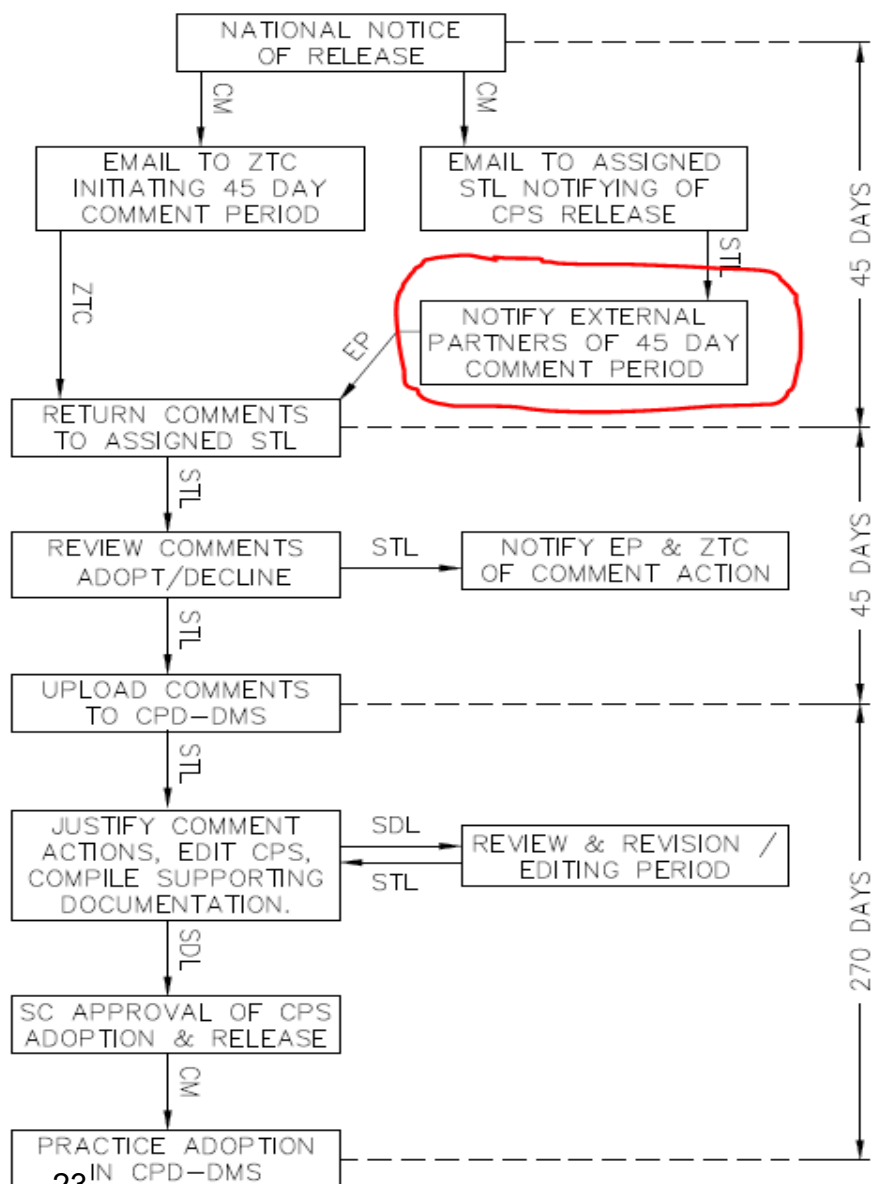 NATIONAL NOTICE
OF RELEASE
CM
CM
EMAIL TO ZTC
INITIATING 45 DAY
COMMENT PERIOD
EMAIL TO ASSIGNED
STL NOTIFYING OF
CPS RELEASE
45 DAYS
ZTC
STL
NOTIFY EXTERNAL
PARTNERS OF 45 DAY
COMMENT PERIOD
EP
RETURN COMMENTS
TO ASSIGNED STL
STL
REVIEW COMMENTS
ADOPT/DECLINE
STL
NOTIFY EP & ZTC
OF COMMENT ACTION
45 DAYS
STL
UPLOAD COMMENTS
TO CPD-DMS
STL
JUSTIFY COMMENT
ACTIONS, EDIT CPS,
COMPILE SUPPORTING
DOCUMENTATION.
SDL
STL
REVIEW & REVISION /
EDITING PERIOD
270 DAYS
SDL
SC APPROVAL OF CPS
ADOPTION & RELEASE
CM
PRACTICE ADOPTION
IN CPD-DMS
23